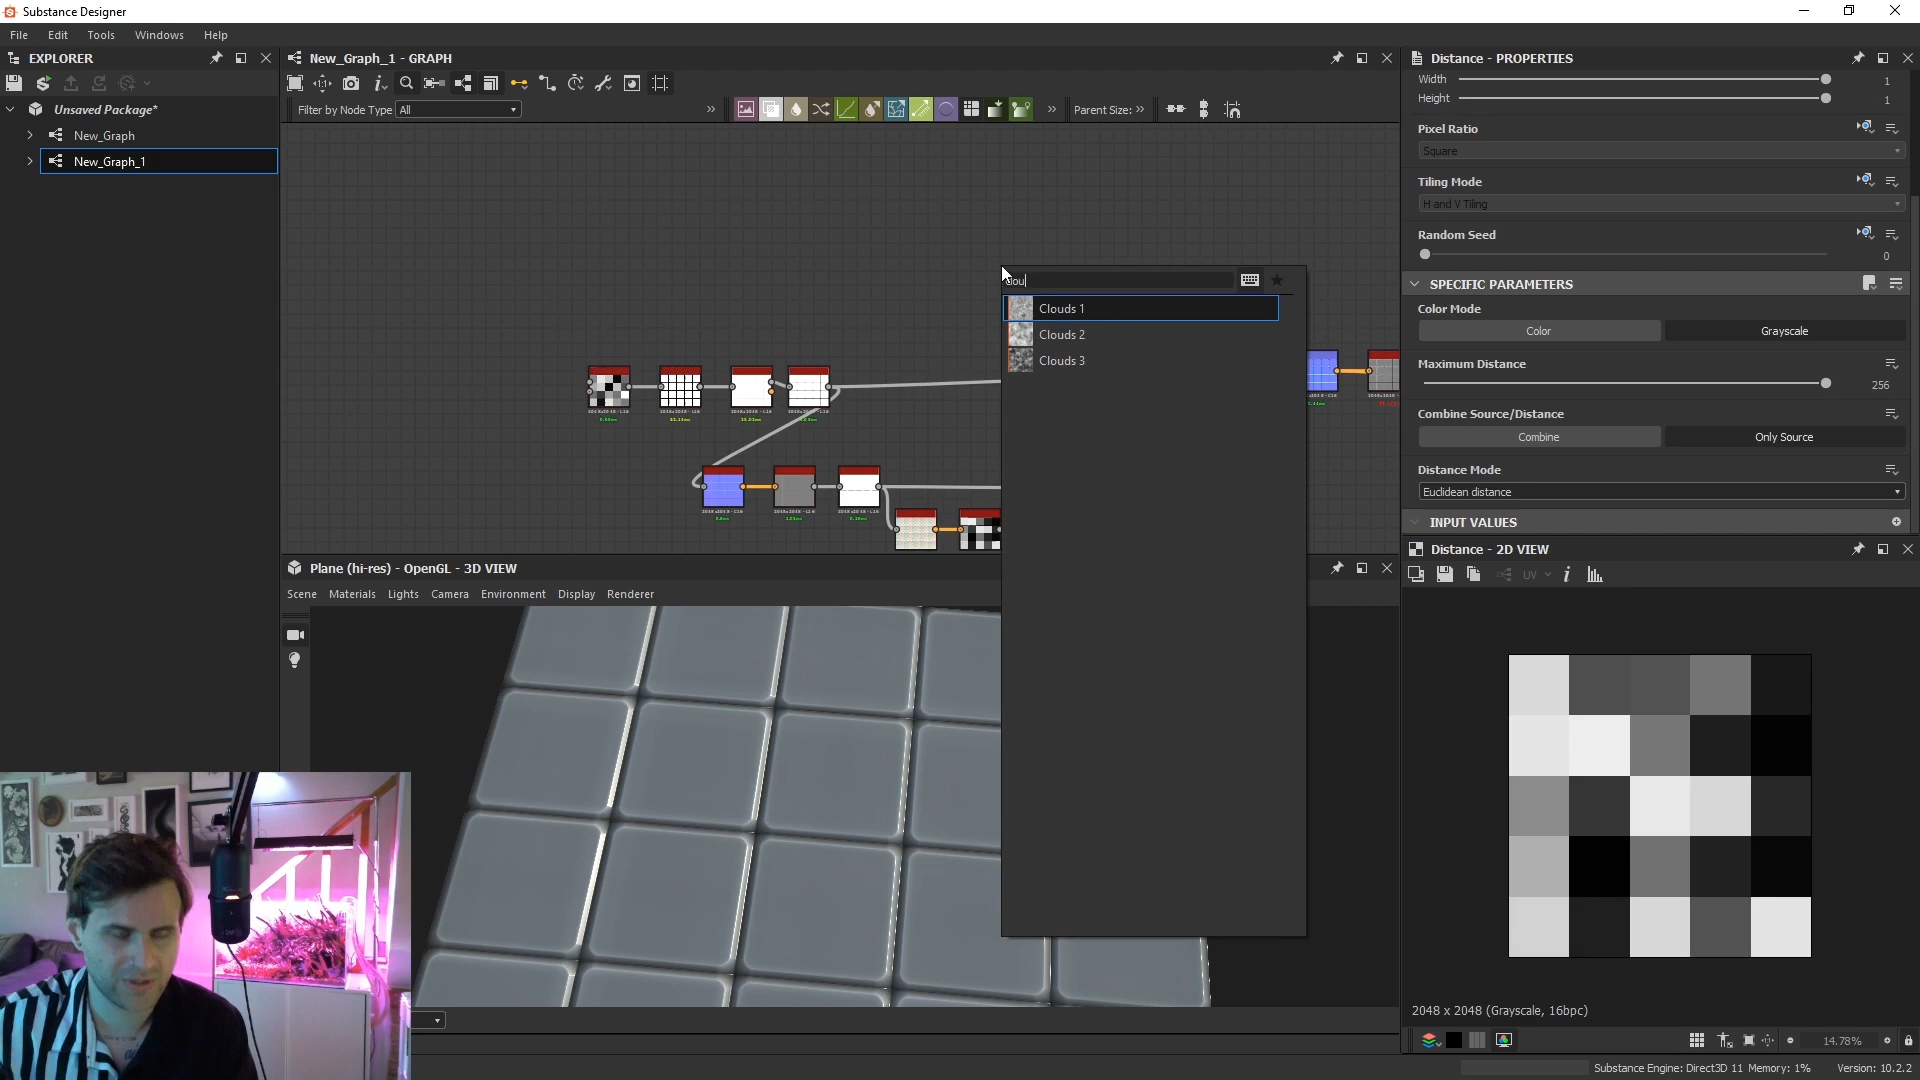 Substance Designer
File Edit Tools Windows Help
EXPLORER
Unsaved Package*
New_Graph
New_Graph_1
New_Graph_1 - GRAPH
Filter by Node Type All
Parent Size:
Clouds 1
Clouds 2
Clouds 3
Plane (hi-res) - OpenGL - 3D VIEW
Scene Materials Lights Camera Environment Display Renderer
Distance - PROPERTIES
Width 1
Height 1
Pixel Ratio
Square
Tiling Mode
H and V Tiling
Random Seed
0
SPECIFIC PARAMETERS
Color Mode
Color Grayscale
Maximum Distance
256
Combine Source/Distance
Combine Only Source
Distance Mode
Euclidean distance
INPUT VALUES
Distance - 2D VIEW
UV
2048 x 2048 (Grayscale, 16bpc)
14.78%
Substance Engine: Direct3D 11 Memory: 1% Version: 10.2.2